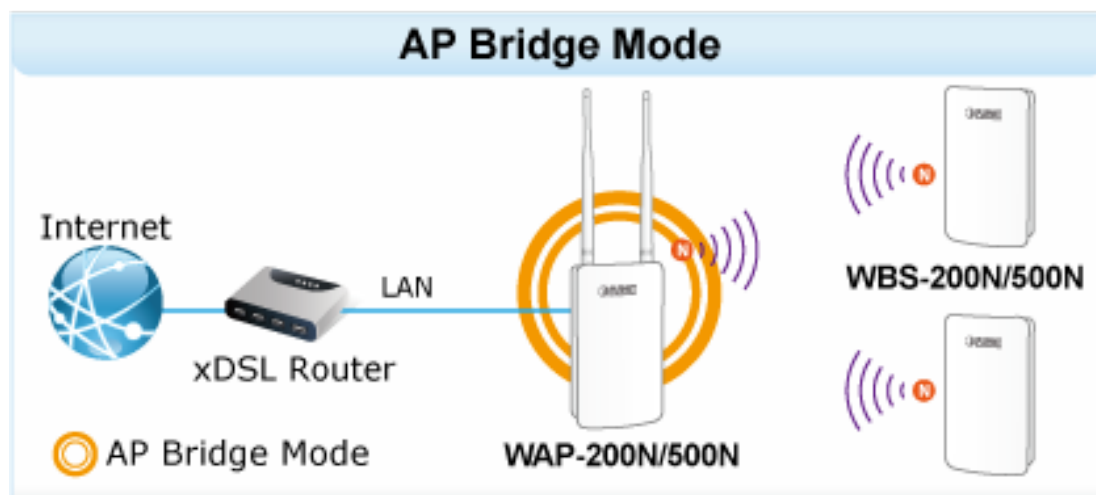 AP Bridge Mode
Internet
LAN
xDSL Router
N
N
WBS-200N/500N
N
AP Bridge Mode
WAP-200N/500N